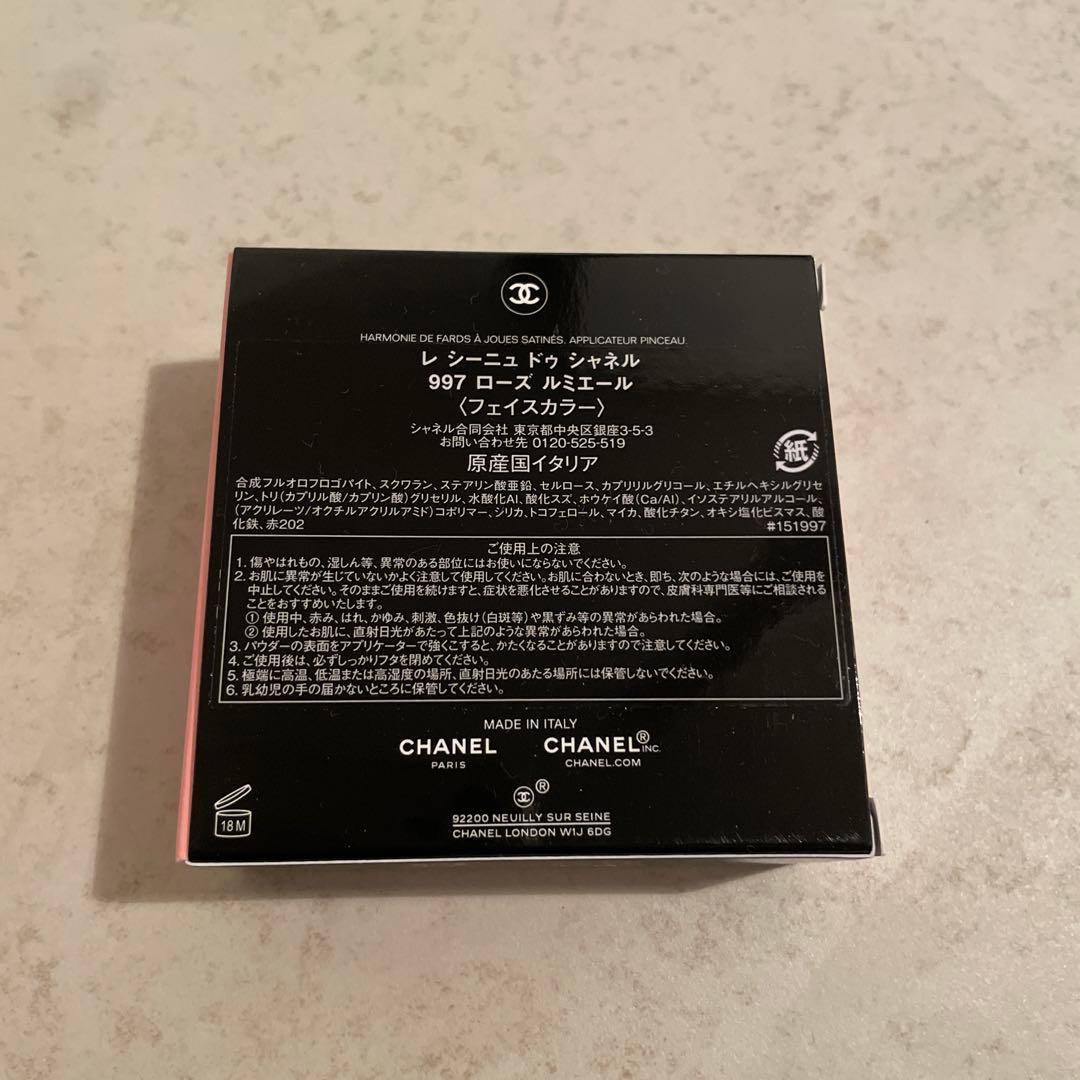 HARMONIE DE FARDS À JOUES SATINÉS. APPLICATEUR PINCEAU.
レ シーニュ ドゥ シャネル
997 ローズ ルミエール
〈フェイスカラー〉
シャネル合同会社 東京都中央区銀座3-5-3
お問い合わせ先 0120-525-519
原産国イタリア
紙
合成フルオロフロゴパイト、スクワラン、ステアリン酸亜鉛、セルロース、カプリリルグリコール、エチルヘキシルグリセ
リン、トリ(カプリル酸/カプリン酸)グリセリル、水酸化Al、酸化スズ、ホウケイ酸(Ca/Al)、イソステアリルアルコール、
(アクリレーツ/オクチルアクリルアミド)コポリマー、シリカ、トコフェロール、マイカ、酸化チタン、オキシ塩化ビスマス、酸
化鉄、赤202 #151997
ご使用上の注意
1. 傷やはれもの、湿しん等、異常のある部位にはお使いにならないでください。
2. お肌に異常が生じていないかよく注意して使用してください。お肌に合わないとき、即ち、次のような場合には、ご使用を
中止してください。そのままご使用を続けますと、症状を悪化させることがありますので、皮膚科専門医等にご相談される
ことをおすすめいたします。
① 使用中、赤み、はれ、かゆみ、刺激、色抜け(白斑等)や黒ずみ等の異常があらわれた場合。
② 使用したお肌に、直射日光があたって上記のような異常があらわれた場合。
3. パウダーの表面をアプリケーターで強くこすると、かたくなることがありますので注意してください。
4. ご使用後は、必ずしっかりフタを閉めてください。
5. 極端に高温、低温または高湿度の場所、直射日光のあたる場所には保管しないでください。
6. 乳幼児の手の届かないところに保管してください。
MADE IN ITALY
CHANEL CHANEL® INC.
PARIS CHANEL.COM
®
18M
92200 NEUILLY SUR SEINE
CHANEL LONDON W1J 6DG